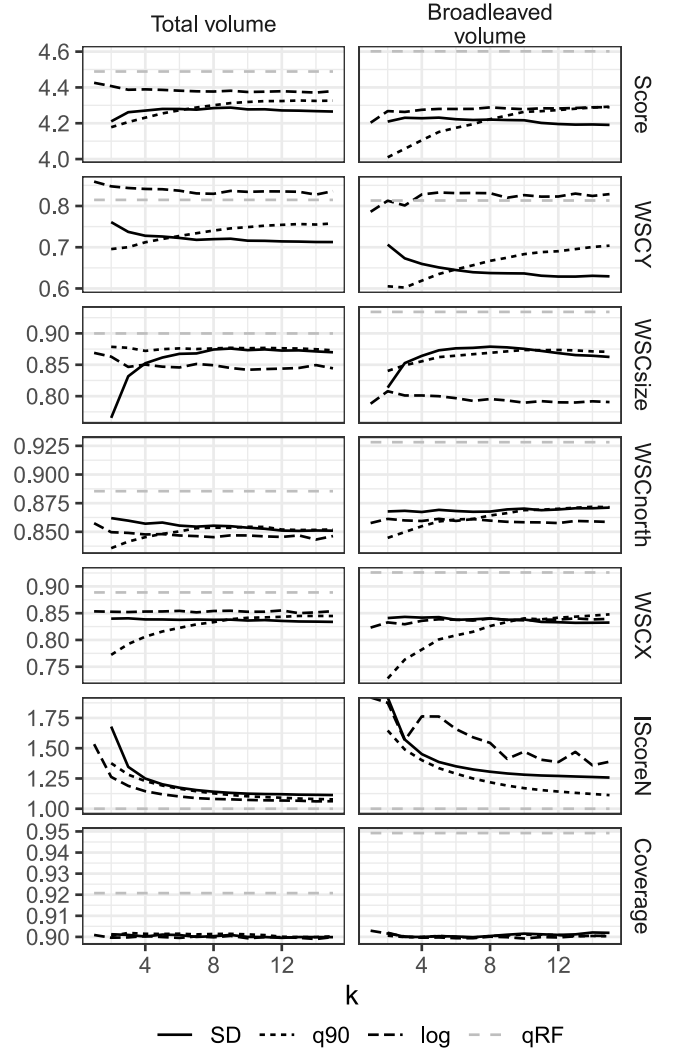 Total volume
Broadleaved
volume
4.6
4.4
4.2
4.0
Score
0.8
0.7
0.6
WSCY
0.90
0.85
0.80
WSCsize
0.925
0.900
0.875
0.850
WSCnorth
0.90
0.85
0.80
0.75
WSCX
1.75
1.50
1.25
1.00
IScoreN
0.95
0.94
0.93
0.92
0.91
0.90
Coverage
4 8 12 4 8 12
k
SD q90 log qRF